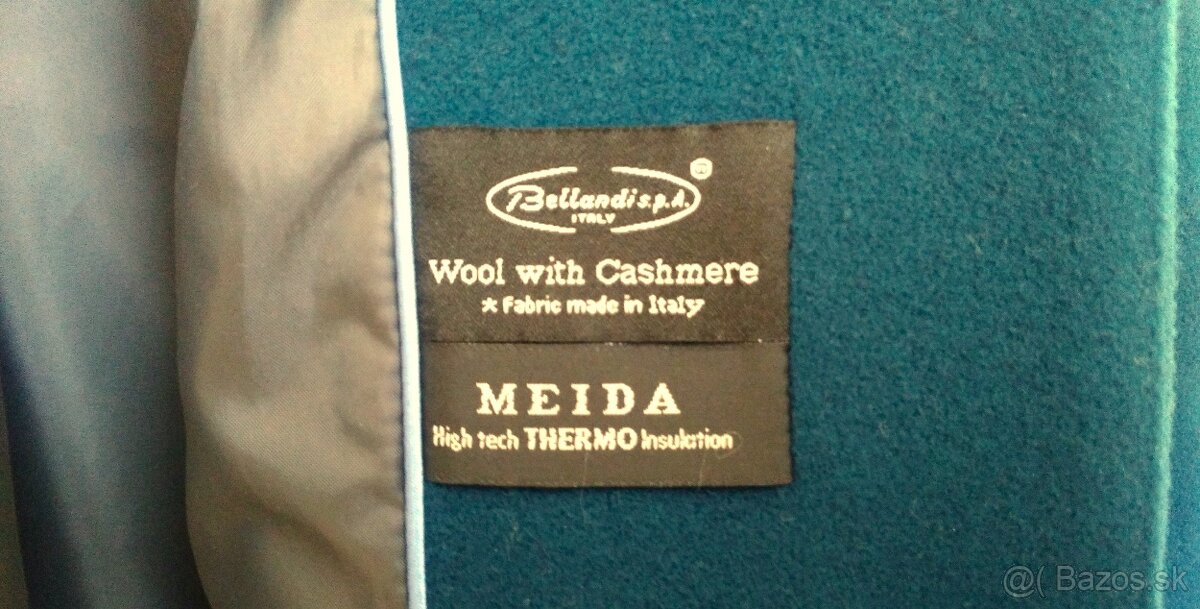 Bellandi s.p.A. ®
ITALY
Wool with Cashmere
* Fabric made in Italy
MEIDA
High tech THERMO Insulation
@( Bazos.sk